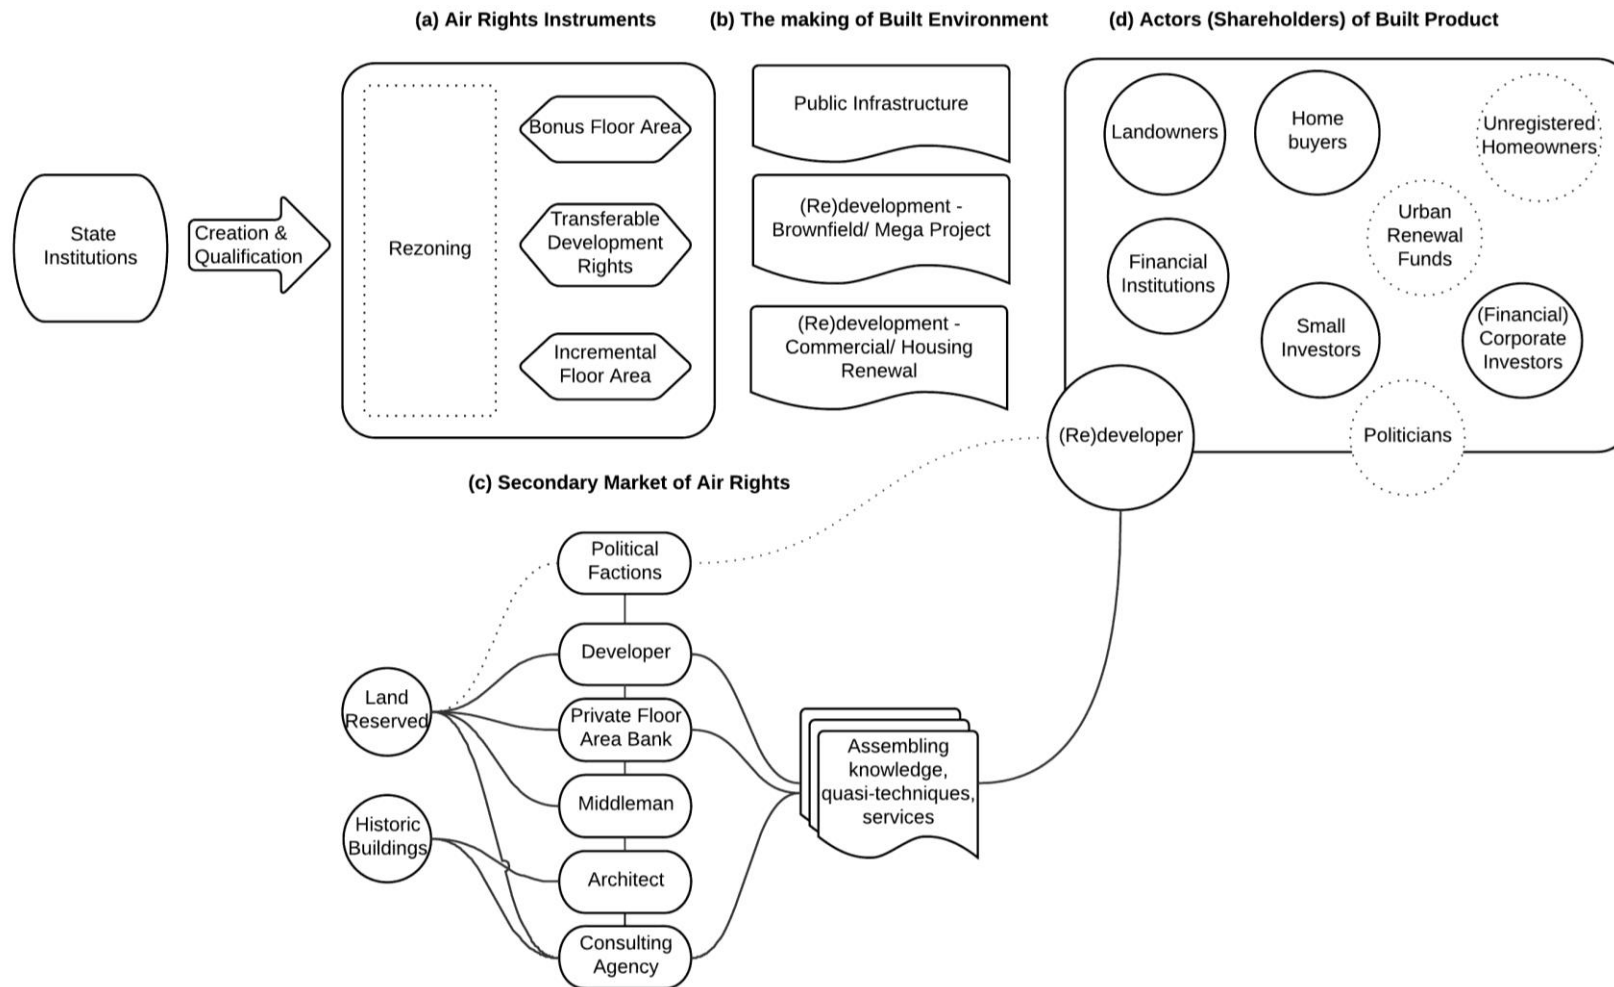 (a) Air Rights Instruments
(b) The making of Built Environment
(d) Actors (Shareholders) of Built Product
State
Institutions
Creation &
Qualification
Rezoning
Bonus Floor Area
Transferable
Development
Rights
Incremental
Floor Area
Public Infrastructure
(Re)development -
Brownfield/ Mega Project
(Re)development -
Commercial/ Housing
Renewal
Landowners
Home
buyers
Unregistered
Homeowners
Urban
Renewal
Funds
Financial
Institutions
Small
Investors
(Financial)
Corporate
Investors
(Re)developer
Politicians
(c) Secondary Market of Air Rights
Political
Factions
Developer
Land
Reserved
Private Floor
Area Bank
Middleman
Historic
Buildings
Architect
Consulting
Agency
Assembling
knowledge,
quasi-techniques,
services